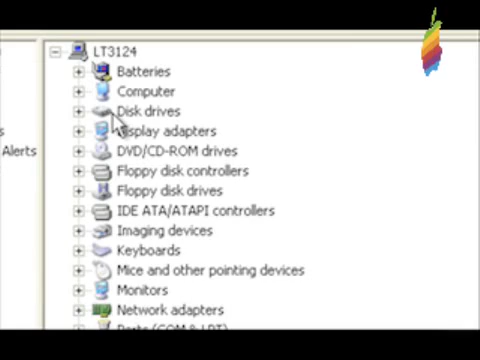 LT3124
Batteries
Computer
Disk drives
Display adapters
Alerts
DVD/CD-ROM drives
Floppy disk controllers
Floppy disk drives
IDE ATA/ATAPI controllers
Imaging devices
Keyboards
Mice and other pointing devices
Monitors
Network adapters
Ports (COM & LPT)